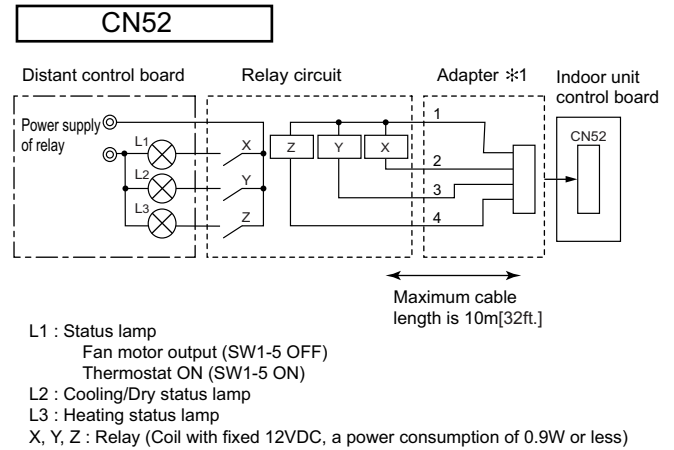 CN52
Distant control board
Relay circuit
Adapter ✻1
Indoor unit
control board
Power supply
of relay
L1
L2
L3
X
Y
Z
Z
Y
X
1
2
3
4
CN52
Maximum cable
length is 10m[32ft.]
L1 : Status lamp
Fan motor output (SW1-5 OFF)
Thermostat ON (SW1-5 ON)
L2 : Cooling/Dry status lamp
L3 : Heating status lamp
X, Y, Z : Relay (Coil with fixed 12VDC, a power consumption of 0.9W or less)